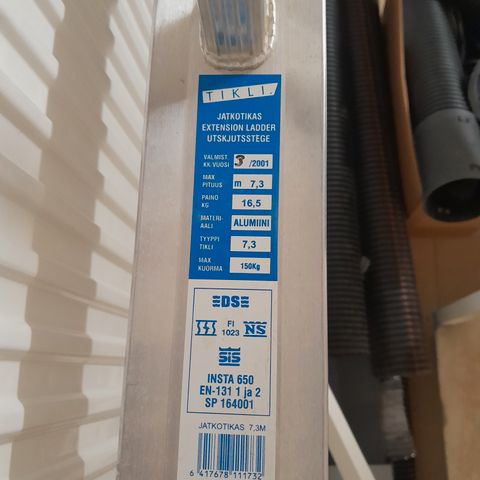 TIKLI.
JATKOTIKAS
EXTENSION LADDER
UTSKJUTSSTEGE
VALMIST
KK VUOSI 3 /2001
MAX
PITUUS m 7,3
PAINO
KG 16,5
MATERI-
AALI ALUMIINI
TYYPPI
TIKLI 7,3
MAX
KUORMA 150Kg
DS
FI
1023
NS
SIS
INSTA 650
EN-131 1 ja 2
SP 164001
JATKOTIKAS 7.3M
6 417678 111732